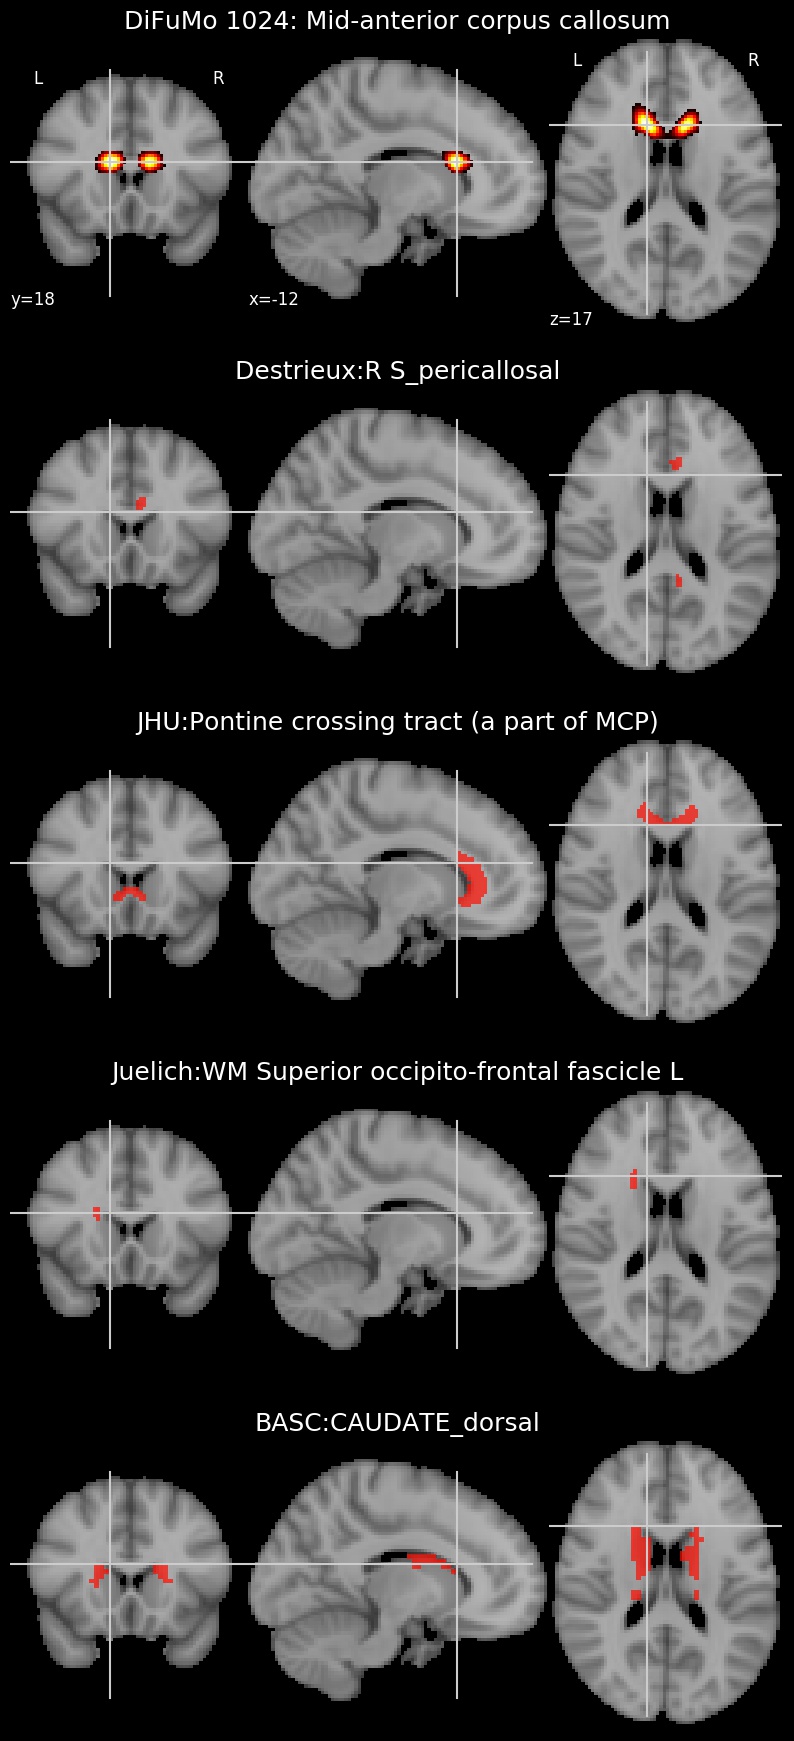 DiFuMo 1024: Mid-anterior corpus callosum
L R
L R
y=18
x=-12
z=17
Destrieux:R S_pericallosal
JHU:Pontine crossing tract (a part of MCP)
Juelich:WM Superior occipito-frontal fascicle L
BASC:CAUDATE_dorsal